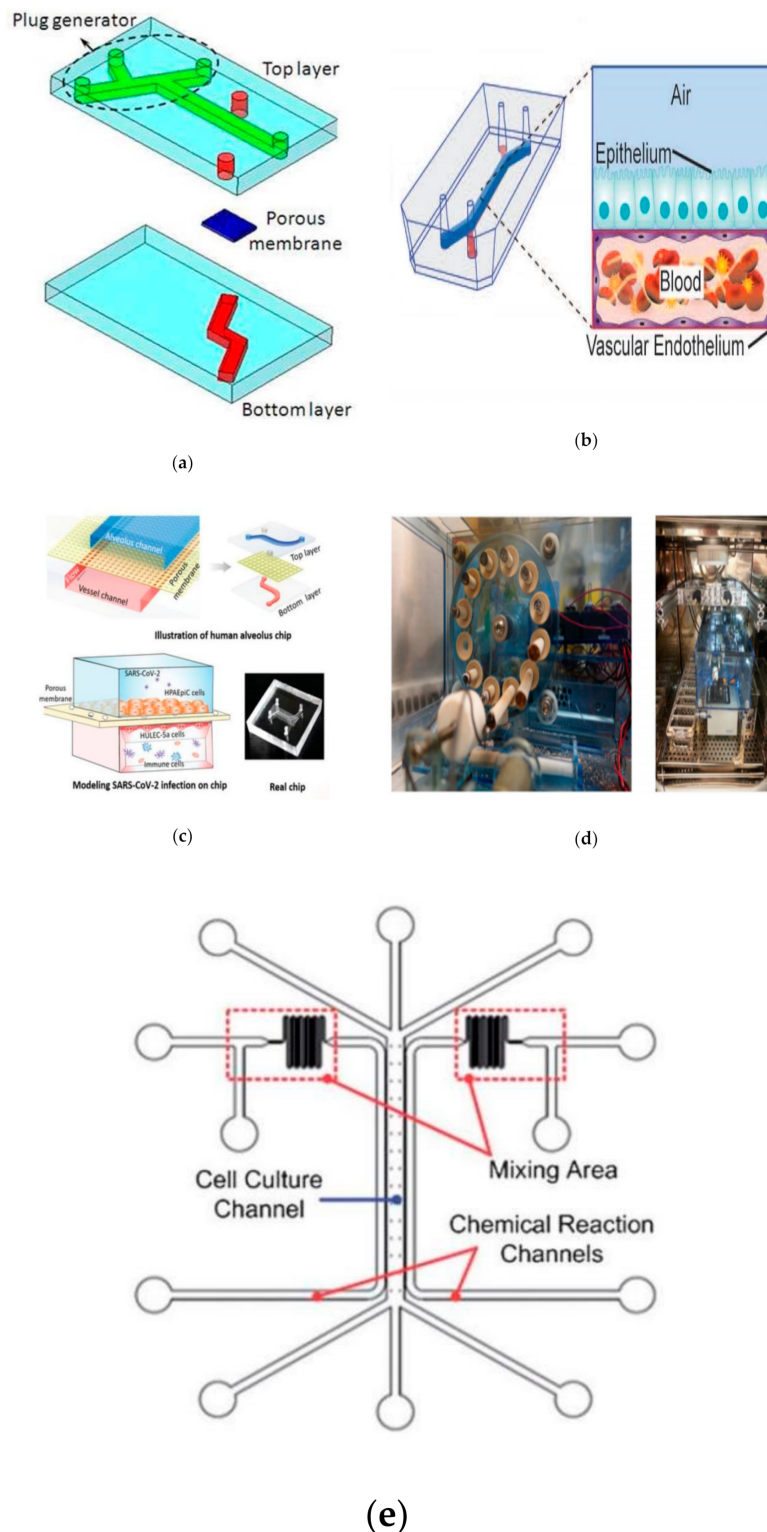 Plug generator
Top layer
Porous
membrane
Bottom layer
(a)
Air
Epithelium
Blood
Vascular Endothelium
(b)
Alveolus channel
Flow
Vessel channel
Porous
membrane
Top layer
Bottom layer
Illustration of human alveolus chip
SARS-CoV-2
Porous
membrane
HPAEpiC cells
HULEC-5a cells
Immune cells
Modeling SARS-CoV-2 infection on chip
Real chip
(c)
(d)
Mixing Area
Cell Culture
Channel
Chemical Reaction
Channels
(e)